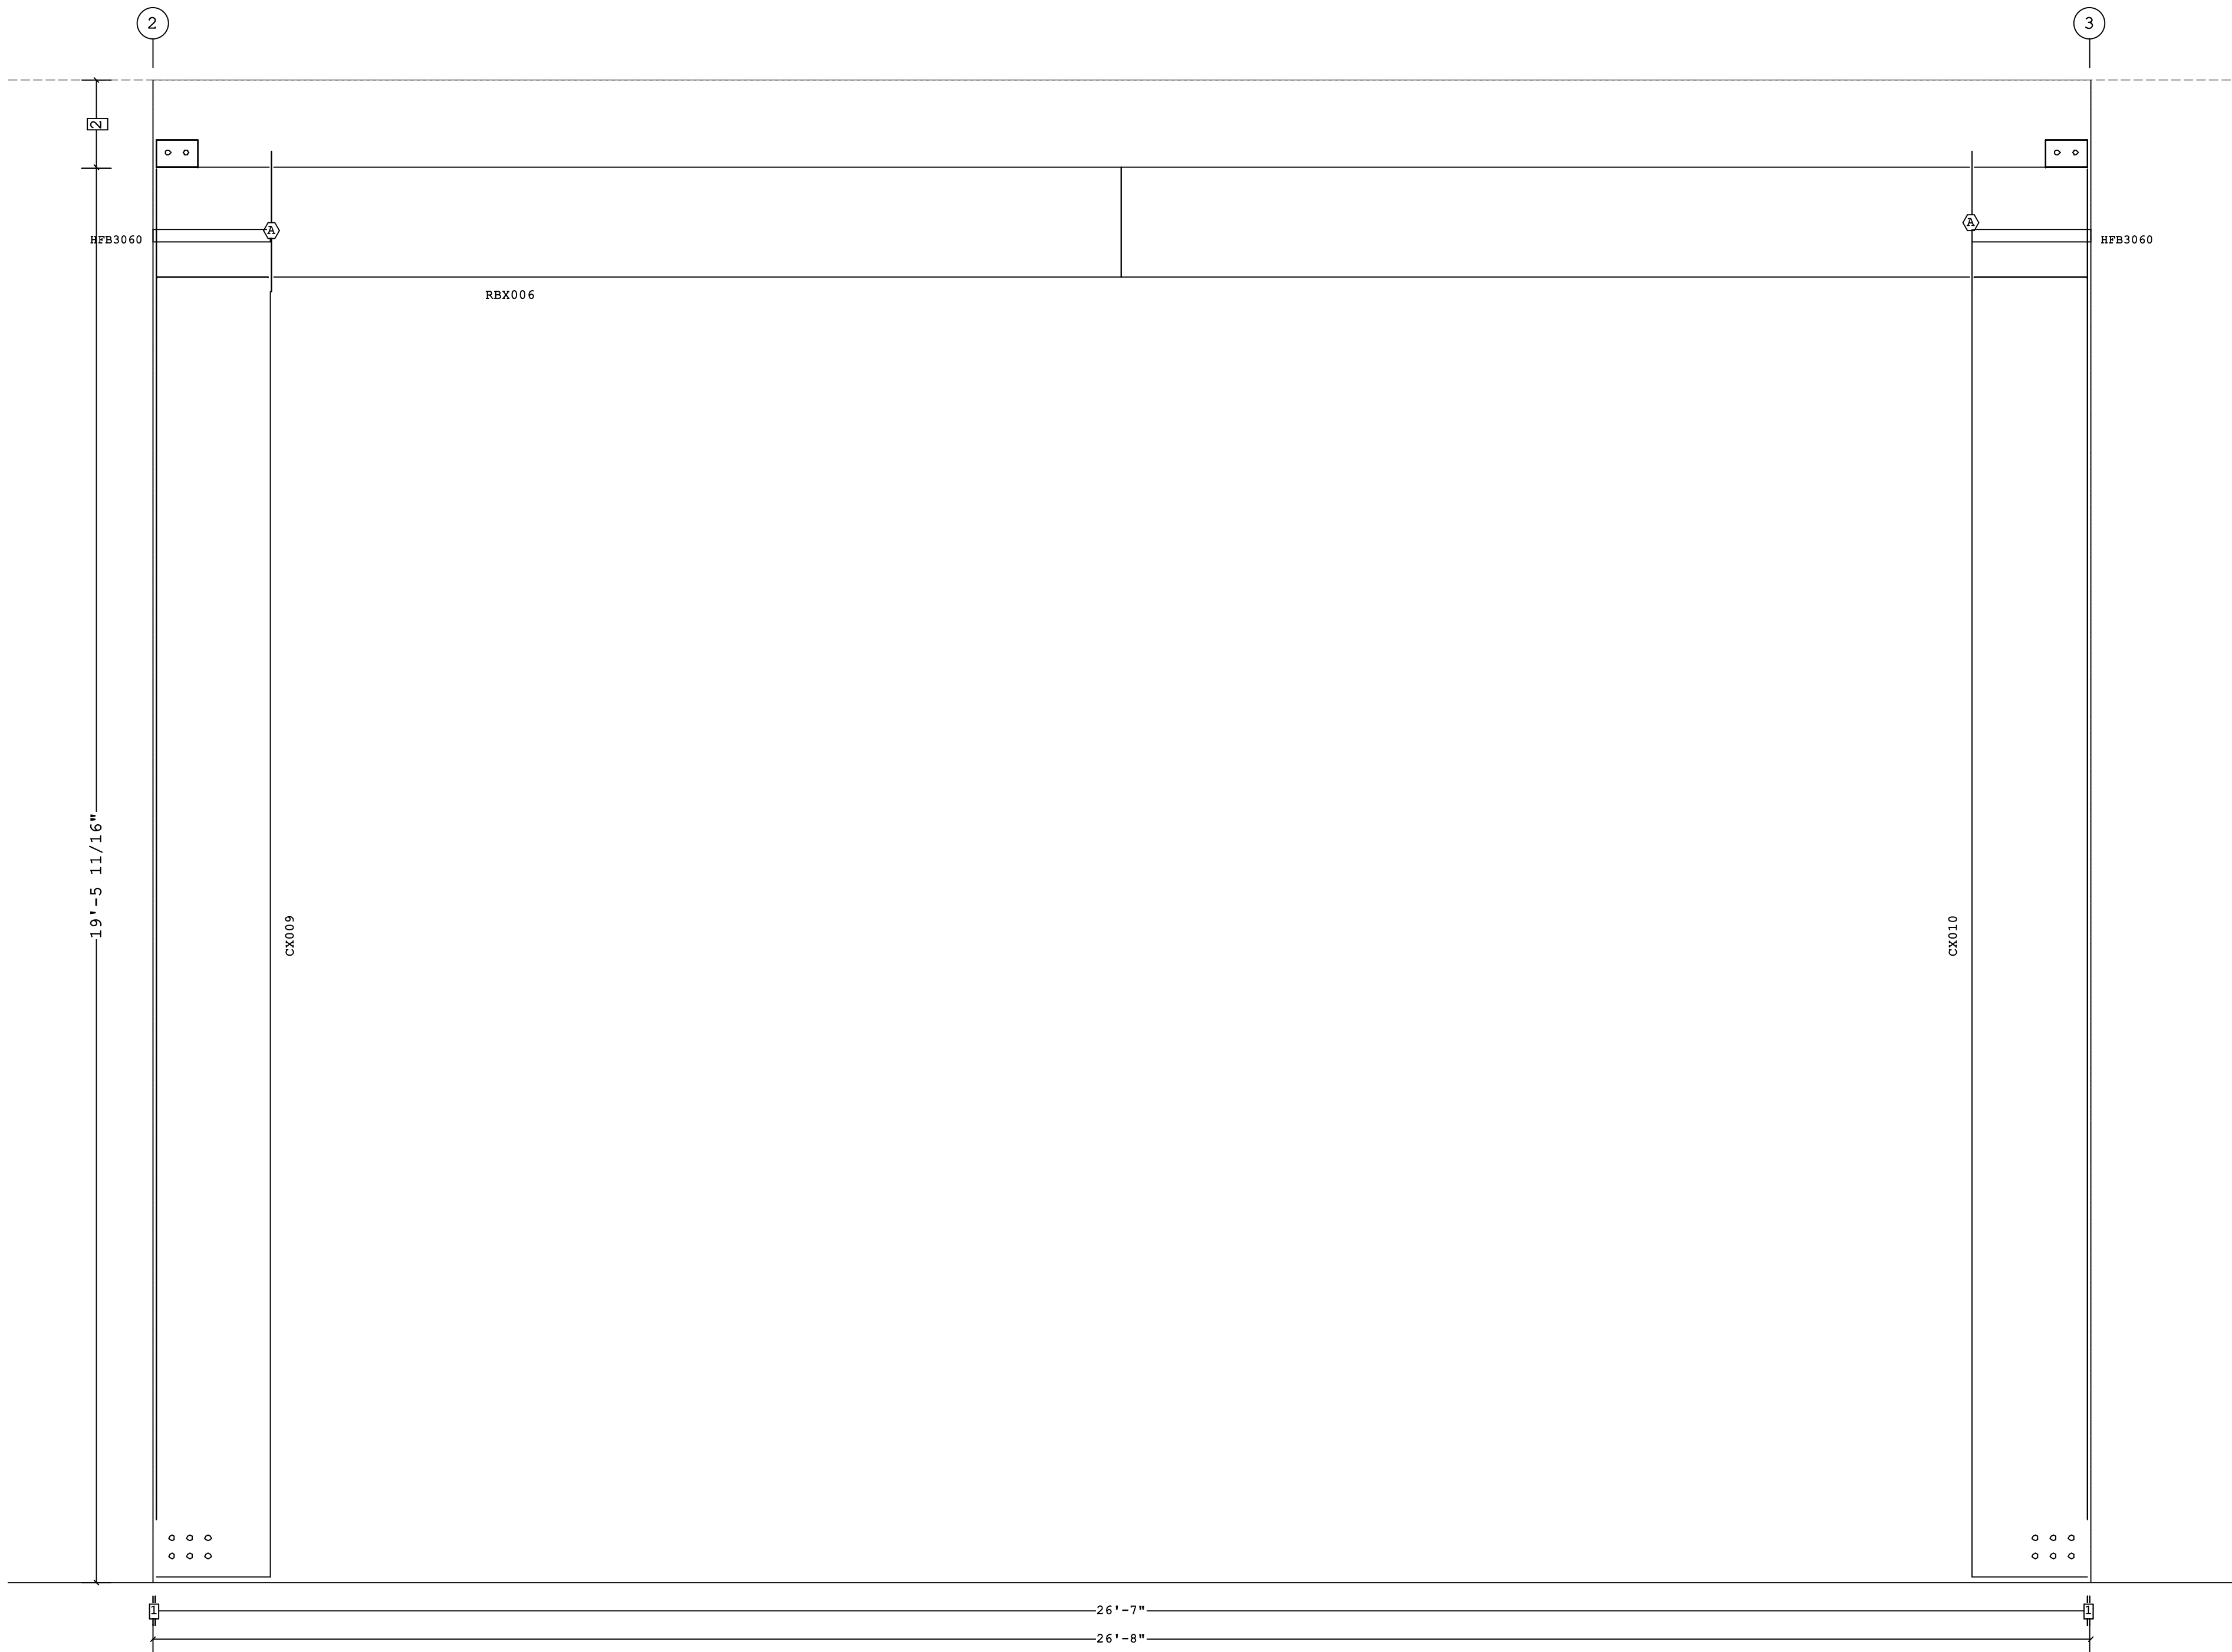 2
3
2
A
A
HFB3060
HFB3060
RBX006
19'-5 11/16"
CX009
CX010
1
26'-7"
1
26'-8"